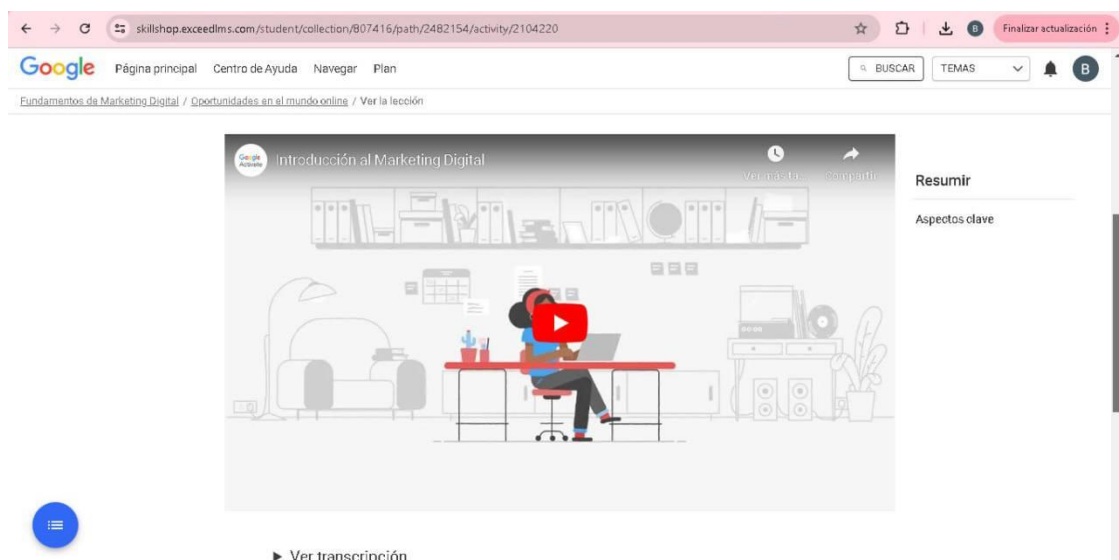 skillshop.exceedlms.com/student/collection/807416/path/2482154/activity/2104220
B
Finalizar actualización
Google Página principal Centro de Ayuda Navegar Plan
BUSCAR TEMAS B
Fundamentos de Marketing Digital / Oportunidades en el mundo online / Ver la lección
Google Actívate
Introducción al Marketing Digital
Compartir
Resumir
Aspectos clave
Ver transcripción